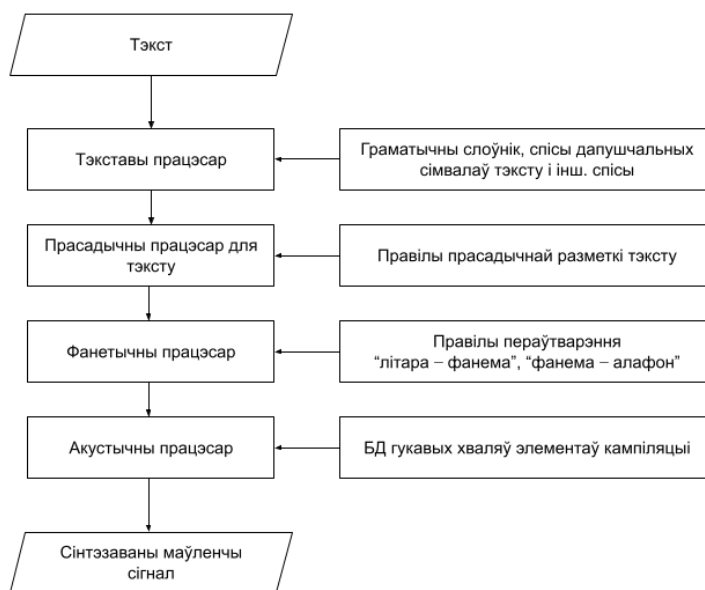 Тэкст
Тэкставы працэсар
Граматычны слоўнік, спісы дапушчальных
сімвалаў тэксту і інш. спісы
Прасадычны працэсар для
тэксту
Правілы прасадычнай разметкі тэксту
Фанетычны працэсар
Правілы пераўтварэння
“літара – фанема”, “фанема – алафон”
Акустычны працэсар
БД гукавых хваляў элементаў кампіляцыі
Сінтэзаваны маўленчы
сігнал